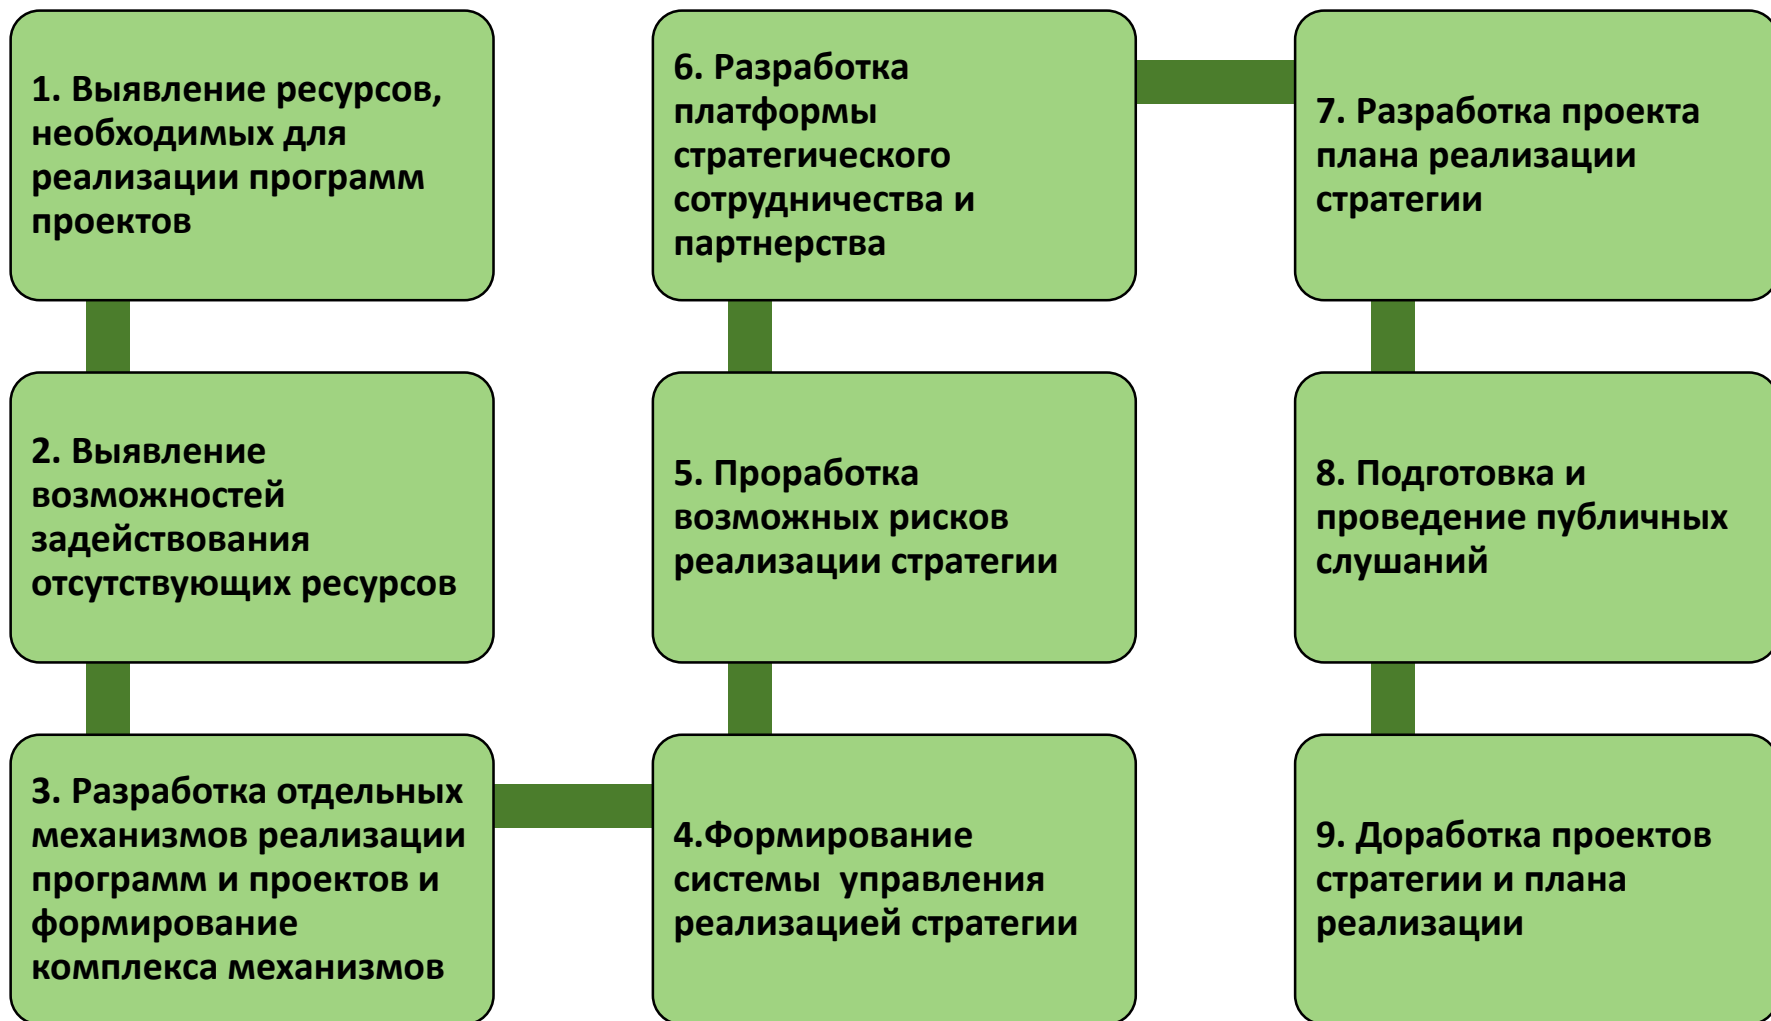 1. Выявление ресурсов,
необходимых для
реализации программ
проектов
2. Выявление
возможностей
задействования
отсутствующих ресурсов
3. Разработка отдельных
механизмов реализации
программ и проектов и
формирование
комплекса механизмов
4.Формирование
системы  управления
реализацией стратегии
5. Проработка
возможных рисков
реализации стратегии
6. Разработка
платформы
стратегического
сотрудничества и
партнерства
7. Разработка проекта
плана реализации
стратегии
8. Подготовка и
проведение публичных
слушаний
9. Доработка проектов
стратегии и плана
реализации